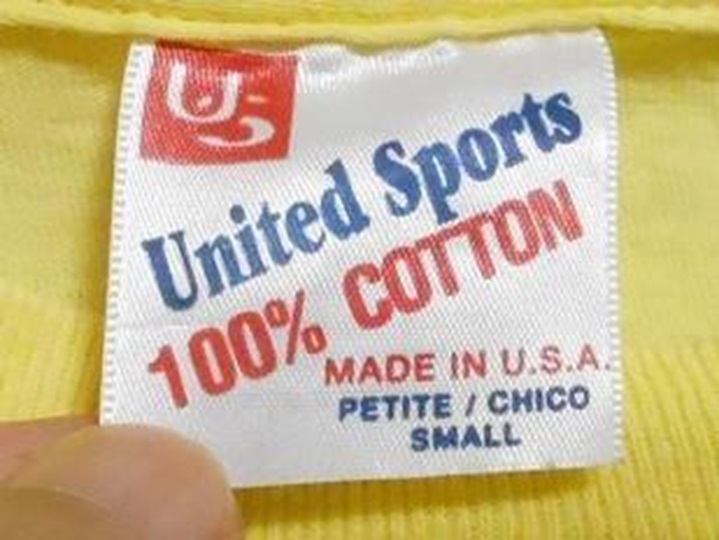 US
United Sports
100% COTTON
MADE IN U.S.A.
PETITE / CHICO
SMALL